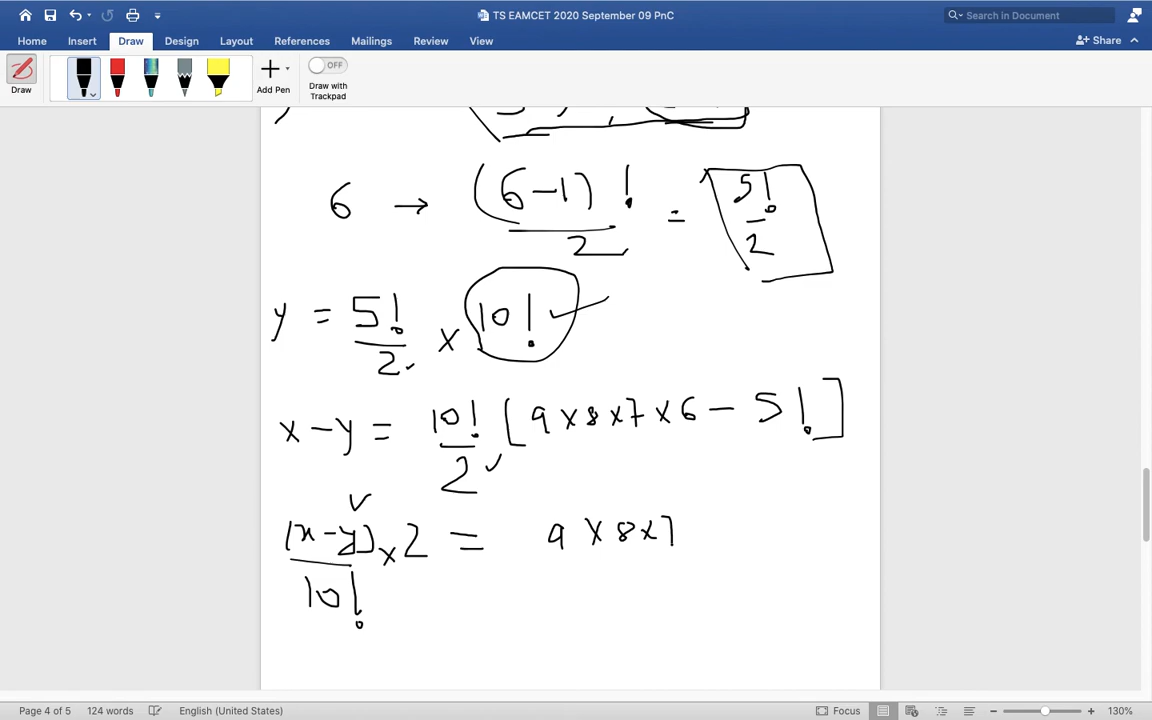 TS EAMCET 2020 September 09 PnC
Search in Document
Home Insert Draw Design Layout References Mailings Review View
Share
OFF
Draw
Add Pen
Draw with Trackpad
6 → (6-1)! / 2 = 5! / 2
y = 5! / 2 × 10!
x-y = 10! / 2 [9×8×7×6 - 5!]
(x-y) / 10! × 2 = 9×8×7
Page 4 of 5 124 words English (United States) Focus 130%